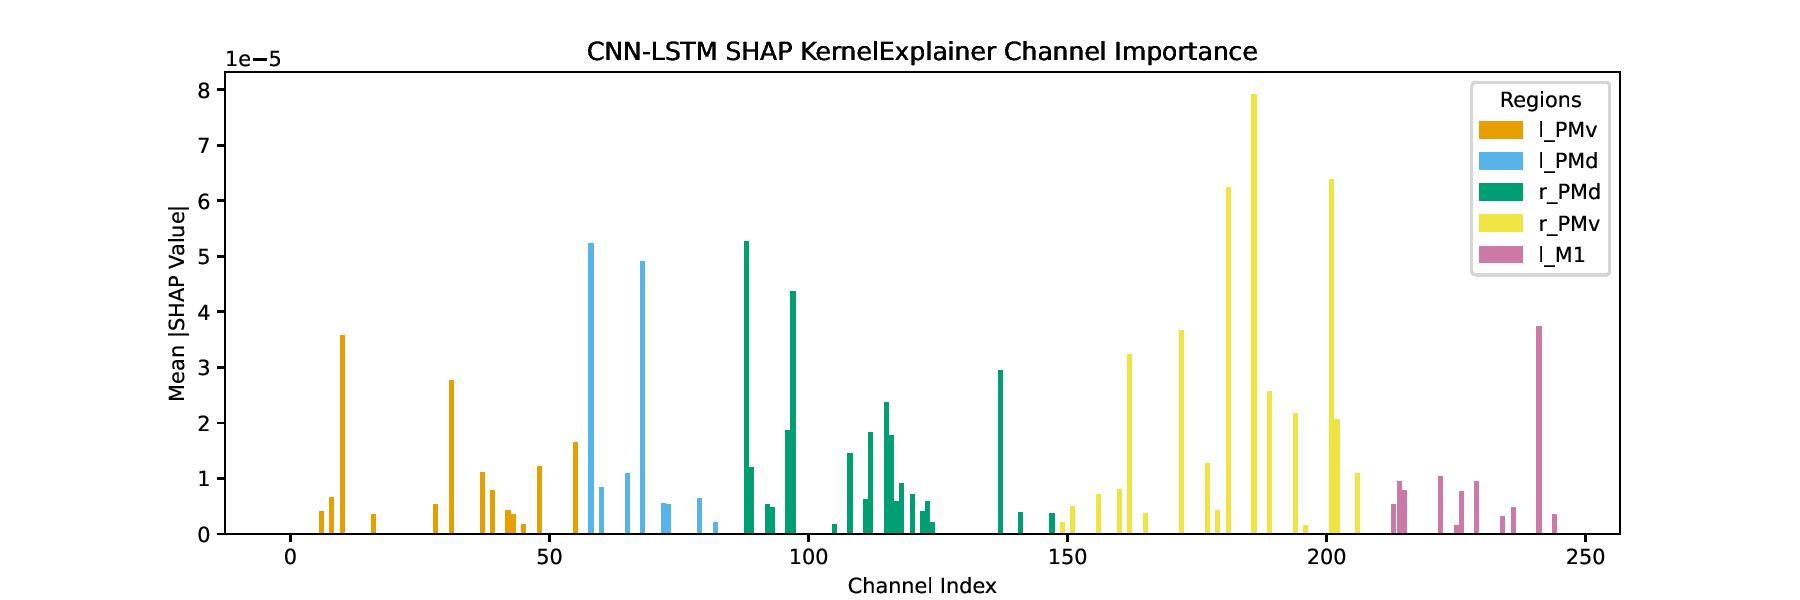 CNN-LSTM SHAP KernelExplainer Channel Importance
1e−5
8
7
6
5
4
3
2
1
0
Mean |SHAP Value|
0 50 100 150 200 250
Channel Index
Regions
l_PMv
l_PMd
r_PMd
r_PMv
l_M1